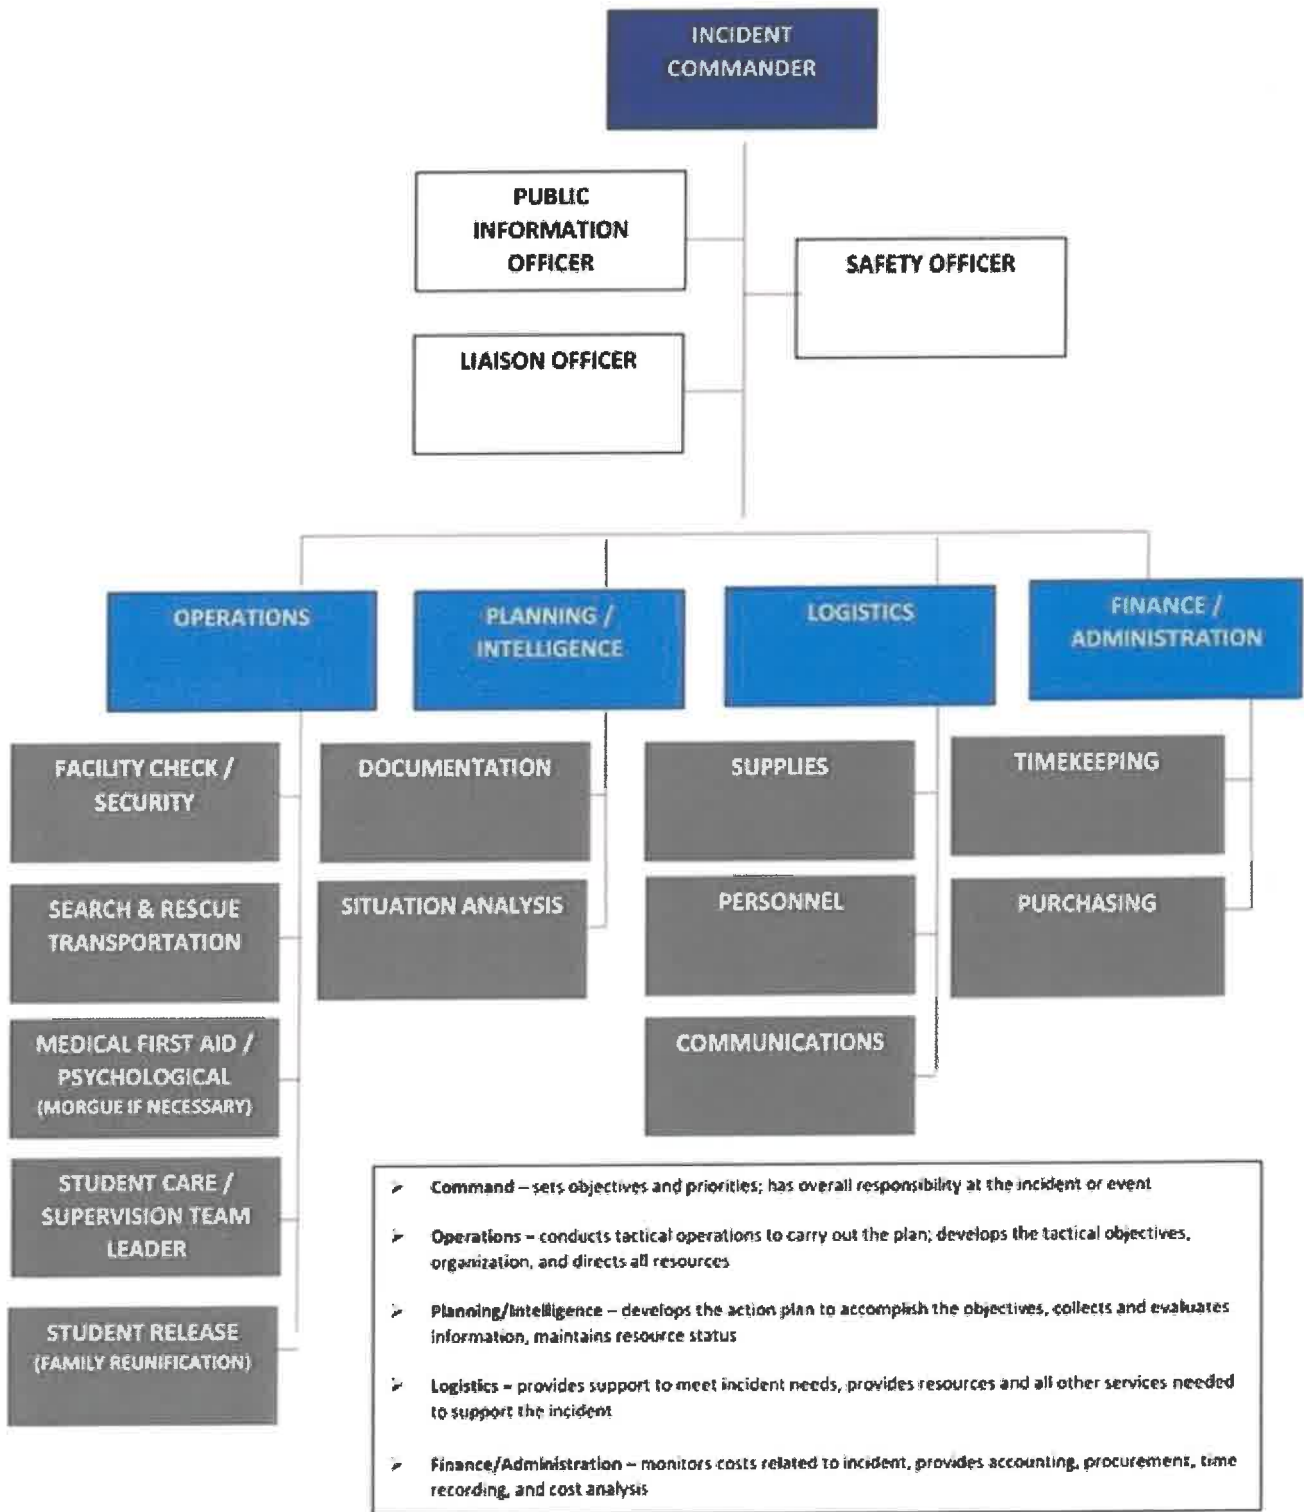 INCIDENT
COMMANDER
PUBLIC
INFORMATION
OFFICER
SAFETY OFFICER
LIAISON OFFICER
OPERATIONS
PLANNING /
INTELLIGENCE
LOGISTICS
FINANCE /
ADMINISTRATION
FACILITY CHECK /
SECURITY
DOCUMENTATION
SUPPLIES
TIMEKEEPING
SEARCH & RESCUE
TRANSPORTATION
SITUATION ANALYSIS
PERSONNEL
PURCHASING
MEDICAL FIRST AID /
PSYCHOLOGICAL
(MORGUE IF NECESSARY)
COMMUNICATIONS
STUDENT CARE /
SUPERVISION TEAM
LEADER
STUDENT RELEASE
(FAMILY REUNIFICATION)
➢ Command – sets objectives and priorities; has overall responsibility at the incident or event
➢ Operations – conducts tactical operations to carry out the plan; develops the tactical objectives,
organization, and directs all resources
➢ Planning/Intelligence – develops the action plan to accomplish the objectives, collects and evaluates
information, maintains resource status
➢ Logistics – provides support to meet incident needs, provides resources and all other services needed
to support the incident
➢ Finance/Administration – monitors costs related to incident, provides accounting, procurement, time
recording, and cost analysis